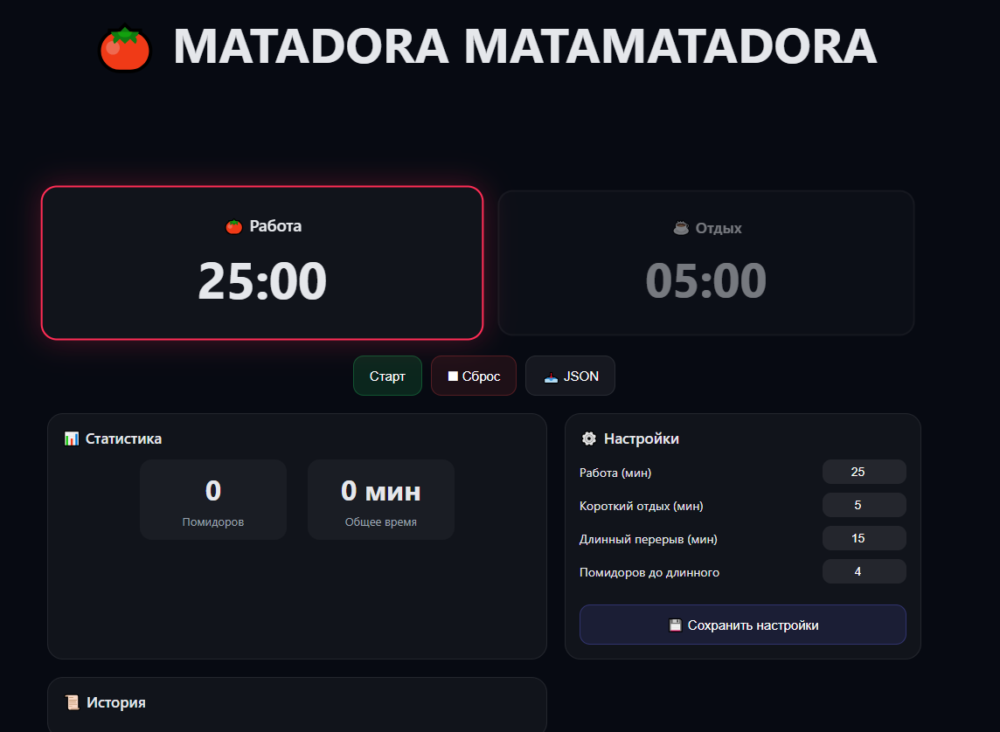 MATADORA MATAMATADORA
Работа
25:00
Отдых
05:00
Старт
Сброс
JSON
Статистика
0
Помидоров
0 мин
Общее время
Настройки
Работа (мин)
25
Короткий отдых (мин)
5
Длинный перерыв (мин)
15
Помидоров до длинного
4
Сохранить настройки
История